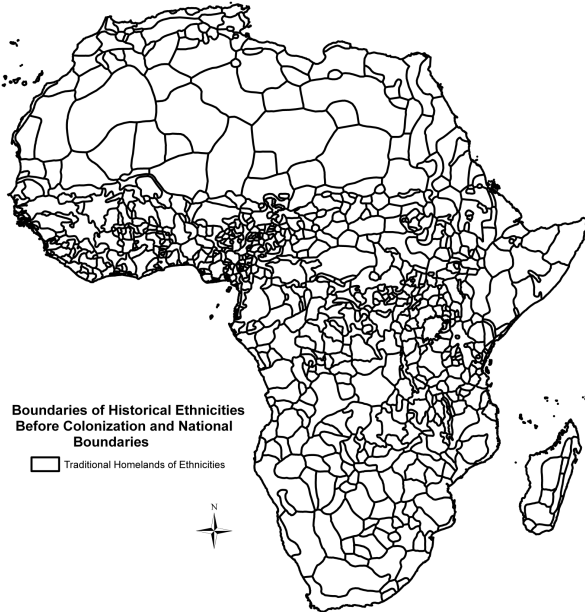 Boundaries of Historical Ethnicities
Before Colonization and National
Boundaries
Traditional Homelands of Ethnicities
N